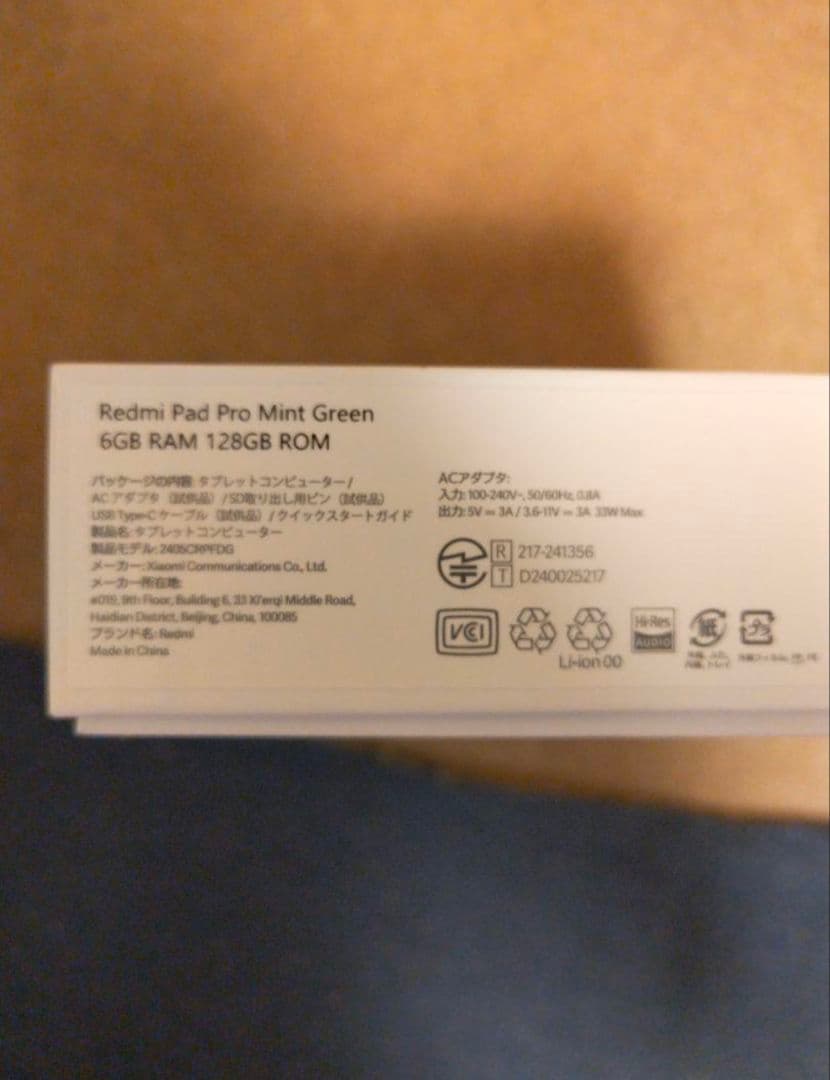 Redmi Pad Pro Mint Green
6GB RAM 128GB ROM
パッケージの内容: タブレットコンピューター/
ACアダプタ (試供品) /SD取り出し用ピン (試供品)
USB Type-C ケーブル (試供品) /クイックスタートガイド
製品名: タブレットコンピューター
製品モデル: 2405CRPFDG
メーカー: Xiaomi Communications Co., Ltd.
メーカー所在地:
#019, 9th Floor, Building 6, 33 Xi'erqi Middle Road,
Haidian District, Beijing, China, 100085
ブランド名: Redmi
Made in China
ACアダプタ:
入力: 100-240V~, 50/60Hz, 0.8A
出力: 5V⎓3A / 3.6-11V⎓3A 33W Max
R 217-241356
T D240025217
VCCI
Li-ion 00
Hi-Res
AUDIO
紙
プラ